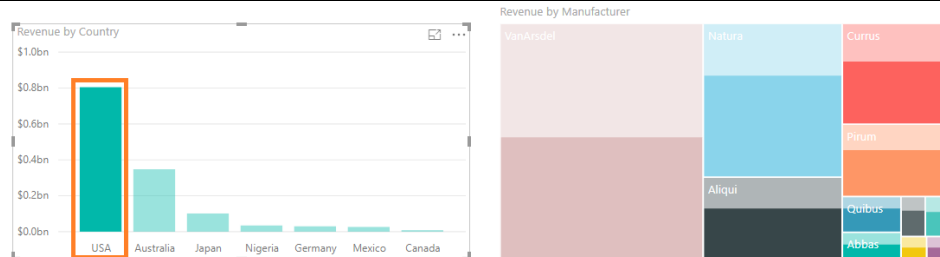 Revenue by Country
$1.0bn
$0.8bn
$0.6bn
$0.4bn
$0.2bn
$0.0bn
USA Australia Japan Nigeria Germany Mexico Canada
Revenue by Manufacturer
VanArsdel
Natura
Currus
Pirum
Aliqui
Quibus
Abbas